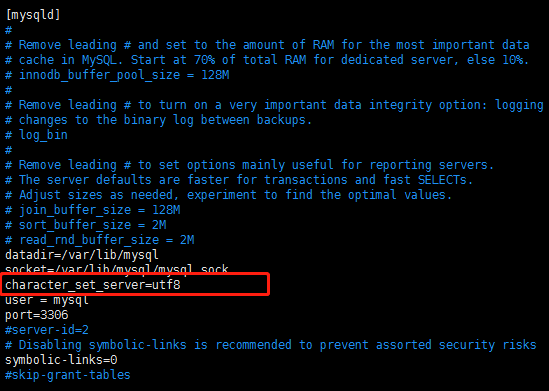 [mysqld]
#
# Remove leading # and set to the amount of RAM for the most important data
# cache in MySQL. Start at 70% of total RAM for dedicated server, else 10%.
# innodb_buffer_pool_size = 128M
#
# Remove leading # to turn on a very important data integrity option: logging
# changes to the binary log between backups.
# log_bin
#
# Remove leading # to set options mainly useful for reporting servers.
# The server defaults are faster for transactions and fast SELECTs.
# Adjust sizes as needed, experiment to find the optimal values.
# join_buffer_size = 128M
# sort_buffer_size = 2M
# read_rnd_buffer_size = 2M
datadir=/var/lib/mysql
socket=/var/lib/mysql/mysql.sock
character_set_server=utf8
user = mysql
port=3306
#server-id=2
# Disabling symbolic-links is recommended to prevent assorted security risks
symbolic-links=0
#skip-grant-tables